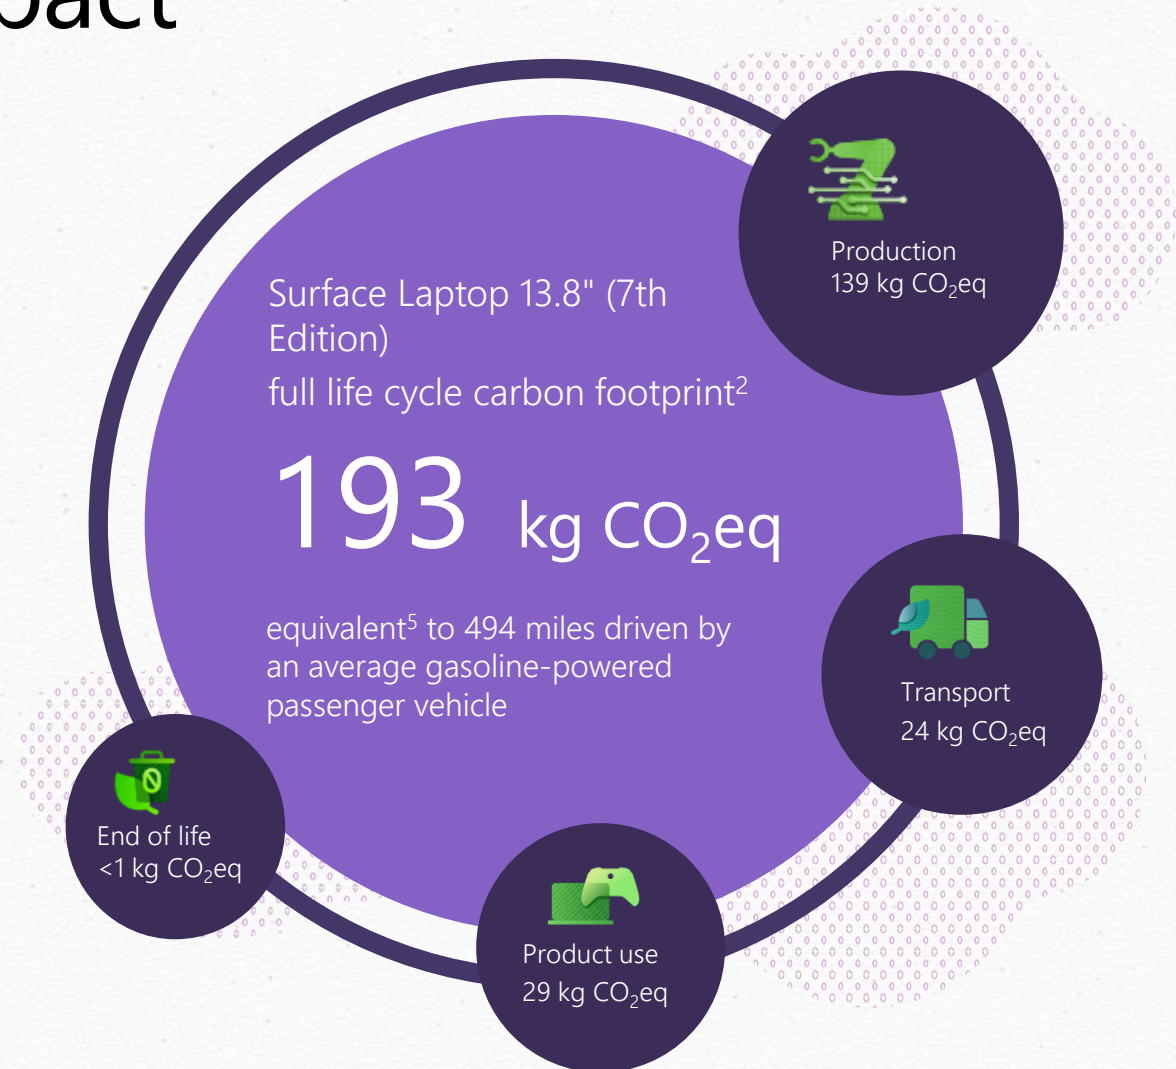 Surface Laptop 13.8" (7th
Edition)
full life cycle carbon footprint²
193 kg CO₂eq
equivalent⁵ to 494 miles driven by
an average gasoline-powered
passenger vehicle
Production
139 kg CO₂eq
Transport
24 kg CO₂eq
Product use
29 kg CO₂eq
End of life
<1 kg CO₂eq